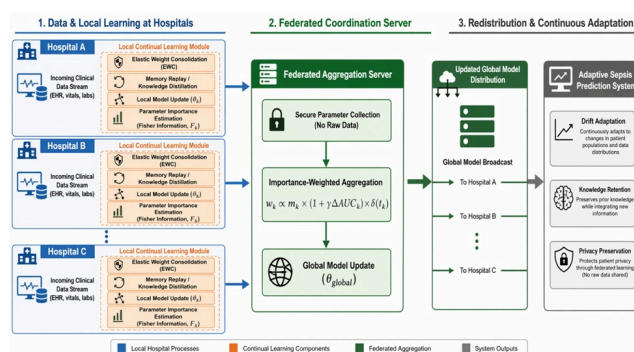 1. Data & Local Learning at Hospitals
2. Federated Coordination Server
3. Redistribution & Continuous Adaptation
Hospital A
Local Continual Learning Module
Incoming Clinical
Data Stream
(EHR, vitals, labs)
Elastic Weight Consolidation
(EWC)
Memory Replay /
Knowledge Distillation
Local Model Update (θₖ)
Parameter Importance
Estimation
(Fisher Information, Fₖ)
Hospital B
Local Continual Learning Module
Incoming Clinical
Data Stream
(EHR, vitals, labs)
Elastic Weight Consolidation
(EWC)
Memory Replay /
Knowledge Distillation
Local Model Update (θₖ)
Parameter Importance
Estimation
(Fisher Information, Fₖ)
Hospital C
Local Continual Learning Module
Incoming Clinical
Data Stream
(EHR, vitals, labs)
Elastic Weight Consolidation
(EWC)
Memory Replay /
Knowledge Distillation
Local Model Update (θₖ)
Parameter Importance
Estimation
(Fisher Information, Fₖ)
Federated Aggregation Server
Secure Parameter Collection
(No Raw Data)
Importance-Weighted Aggregation
wₖ ∝ mₖ × (1 + γΔAUCₖ) × δ(tₖ)
Global Model Update
(θ_global)
Updated Global Model
Distribution
Global Model Broadcast
To Hospital A
To Hospital B
To Hospital C
Adaptive Sepsis
Prediction System
Drift Adaptation
Continuously adapts to
changes in patient
populations and data
distributions
Knowledge Retention
Preserves prior knowledge
while integrating new
information
Privacy Preservation
Protects patient privacy
through federated learning
(No raw data shared)
Local Hospital Processes
Continual Learning Components
Federated Aggregation
System Outputs